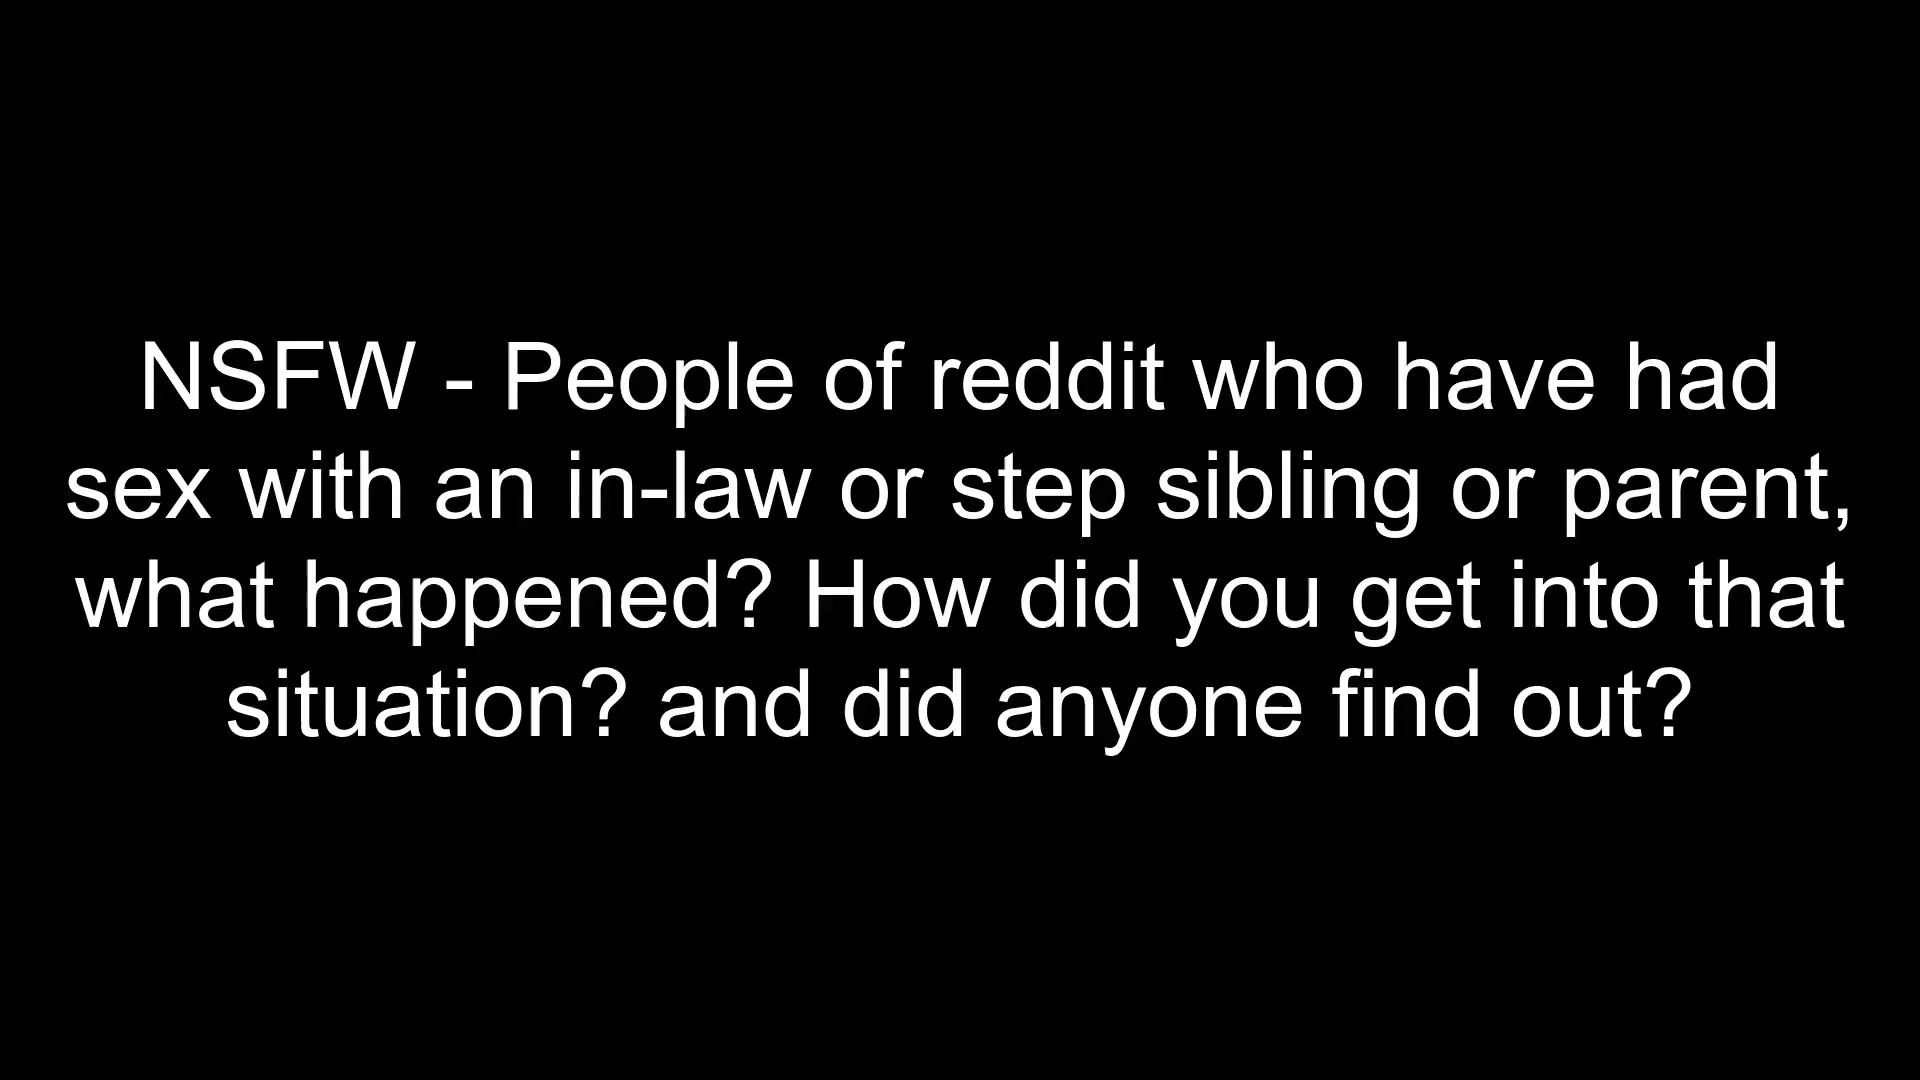 NSFW - People of reddit who have had
sex with an in-law or step sibling or parent,
what happened? How did you get into that
situation? and did anyone find out?